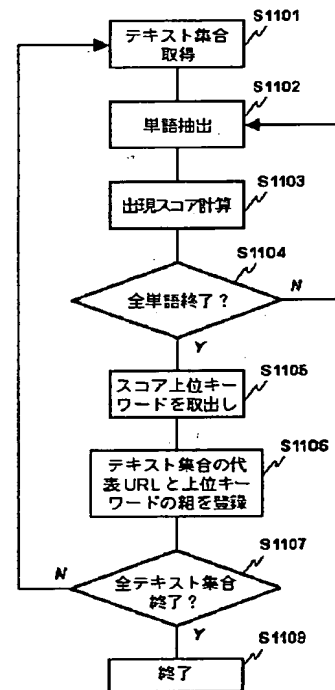 S1101
テキスト集合
取得
S1102
単語抽出
S1103
出現スコア計算
S1104
全単語終了？
N
Y
S1105
スコア上位キー
ワードを取出し
S1106
テキスト集合の代
表URLと上位キー
ワードの組を登録
S1107
N
全テキスト集合
終了？
Y
S1109
終了